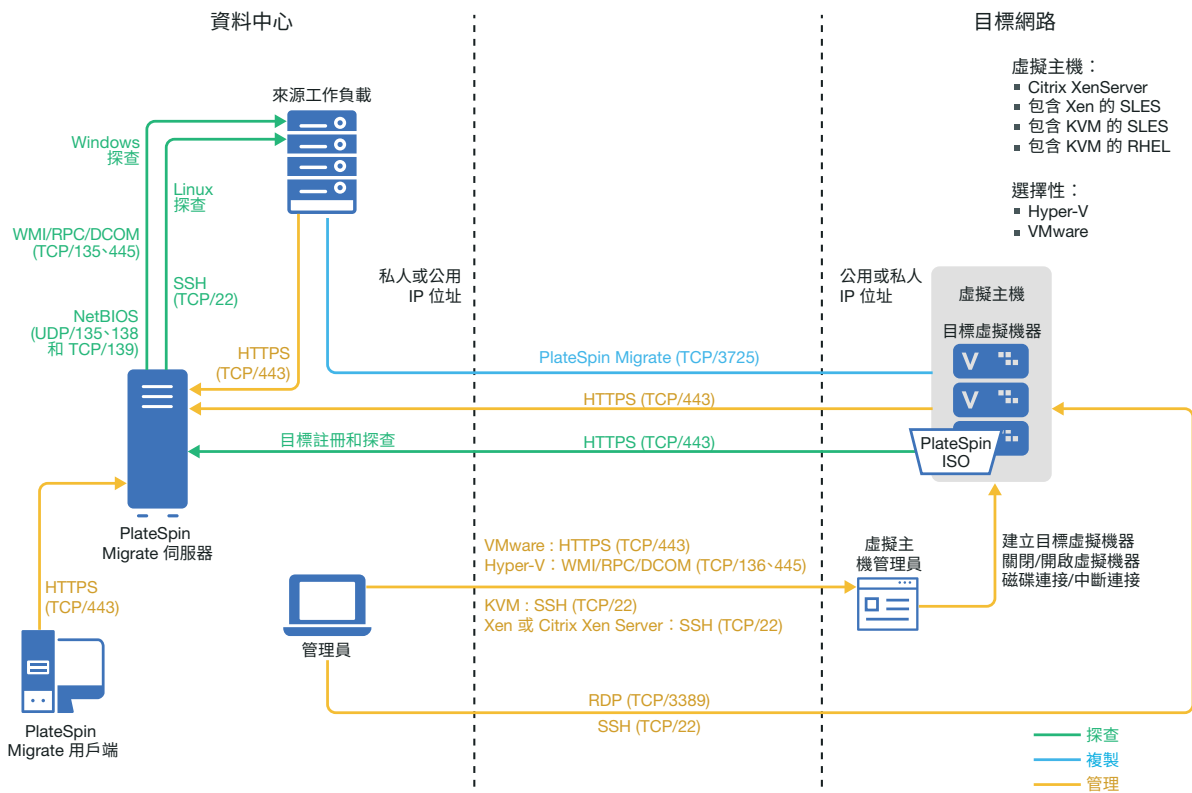 資料中心
目標網路
虛擬主機：
Citrix XenServer
包含 Xen 的 SLES
包含 KVM 的 SLES
包含 KVM 的 RHEL
選擇性：
Hyper-V
VMware
來源工作負載
Windows
探查
Linux
探查
WMI/RPC/DCOM
(TCP/135、445)
SSH
(TCP/22)
NetBIOS
(UDP/135、138
和 TCP/139)
HTTPS
(TCP/443)
私人或公用
IP 位址
公用或私人
IP 位址
虛擬主機
目標虛擬機器
V
V
PlateSpin
ISO
PlateSpin Migrate (TCP/3725)
HTTPS (TCP/443)
目標註冊和探查
HTTPS (TCP/443)
PlateSpin
Migrate 伺服器
HTTPS
(TCP/443)
PlateSpin
Migrate 用戶端
管理員
VMware : HTTPS (TCP/443)
Hyper-V：WMI/RPC/DCOM (TCP/136、445)
KVM : SSH (TCP/22)
Xen 或 Citrix Xen Server：SSH (TCP/22)
虛擬主
機管理員
建立目標虛擬機器
關閉/開啟虛擬機器
磁碟連接/中斷連接
RDP (TCP/3389)
SSH (TCP/22)
探查
複製
管理